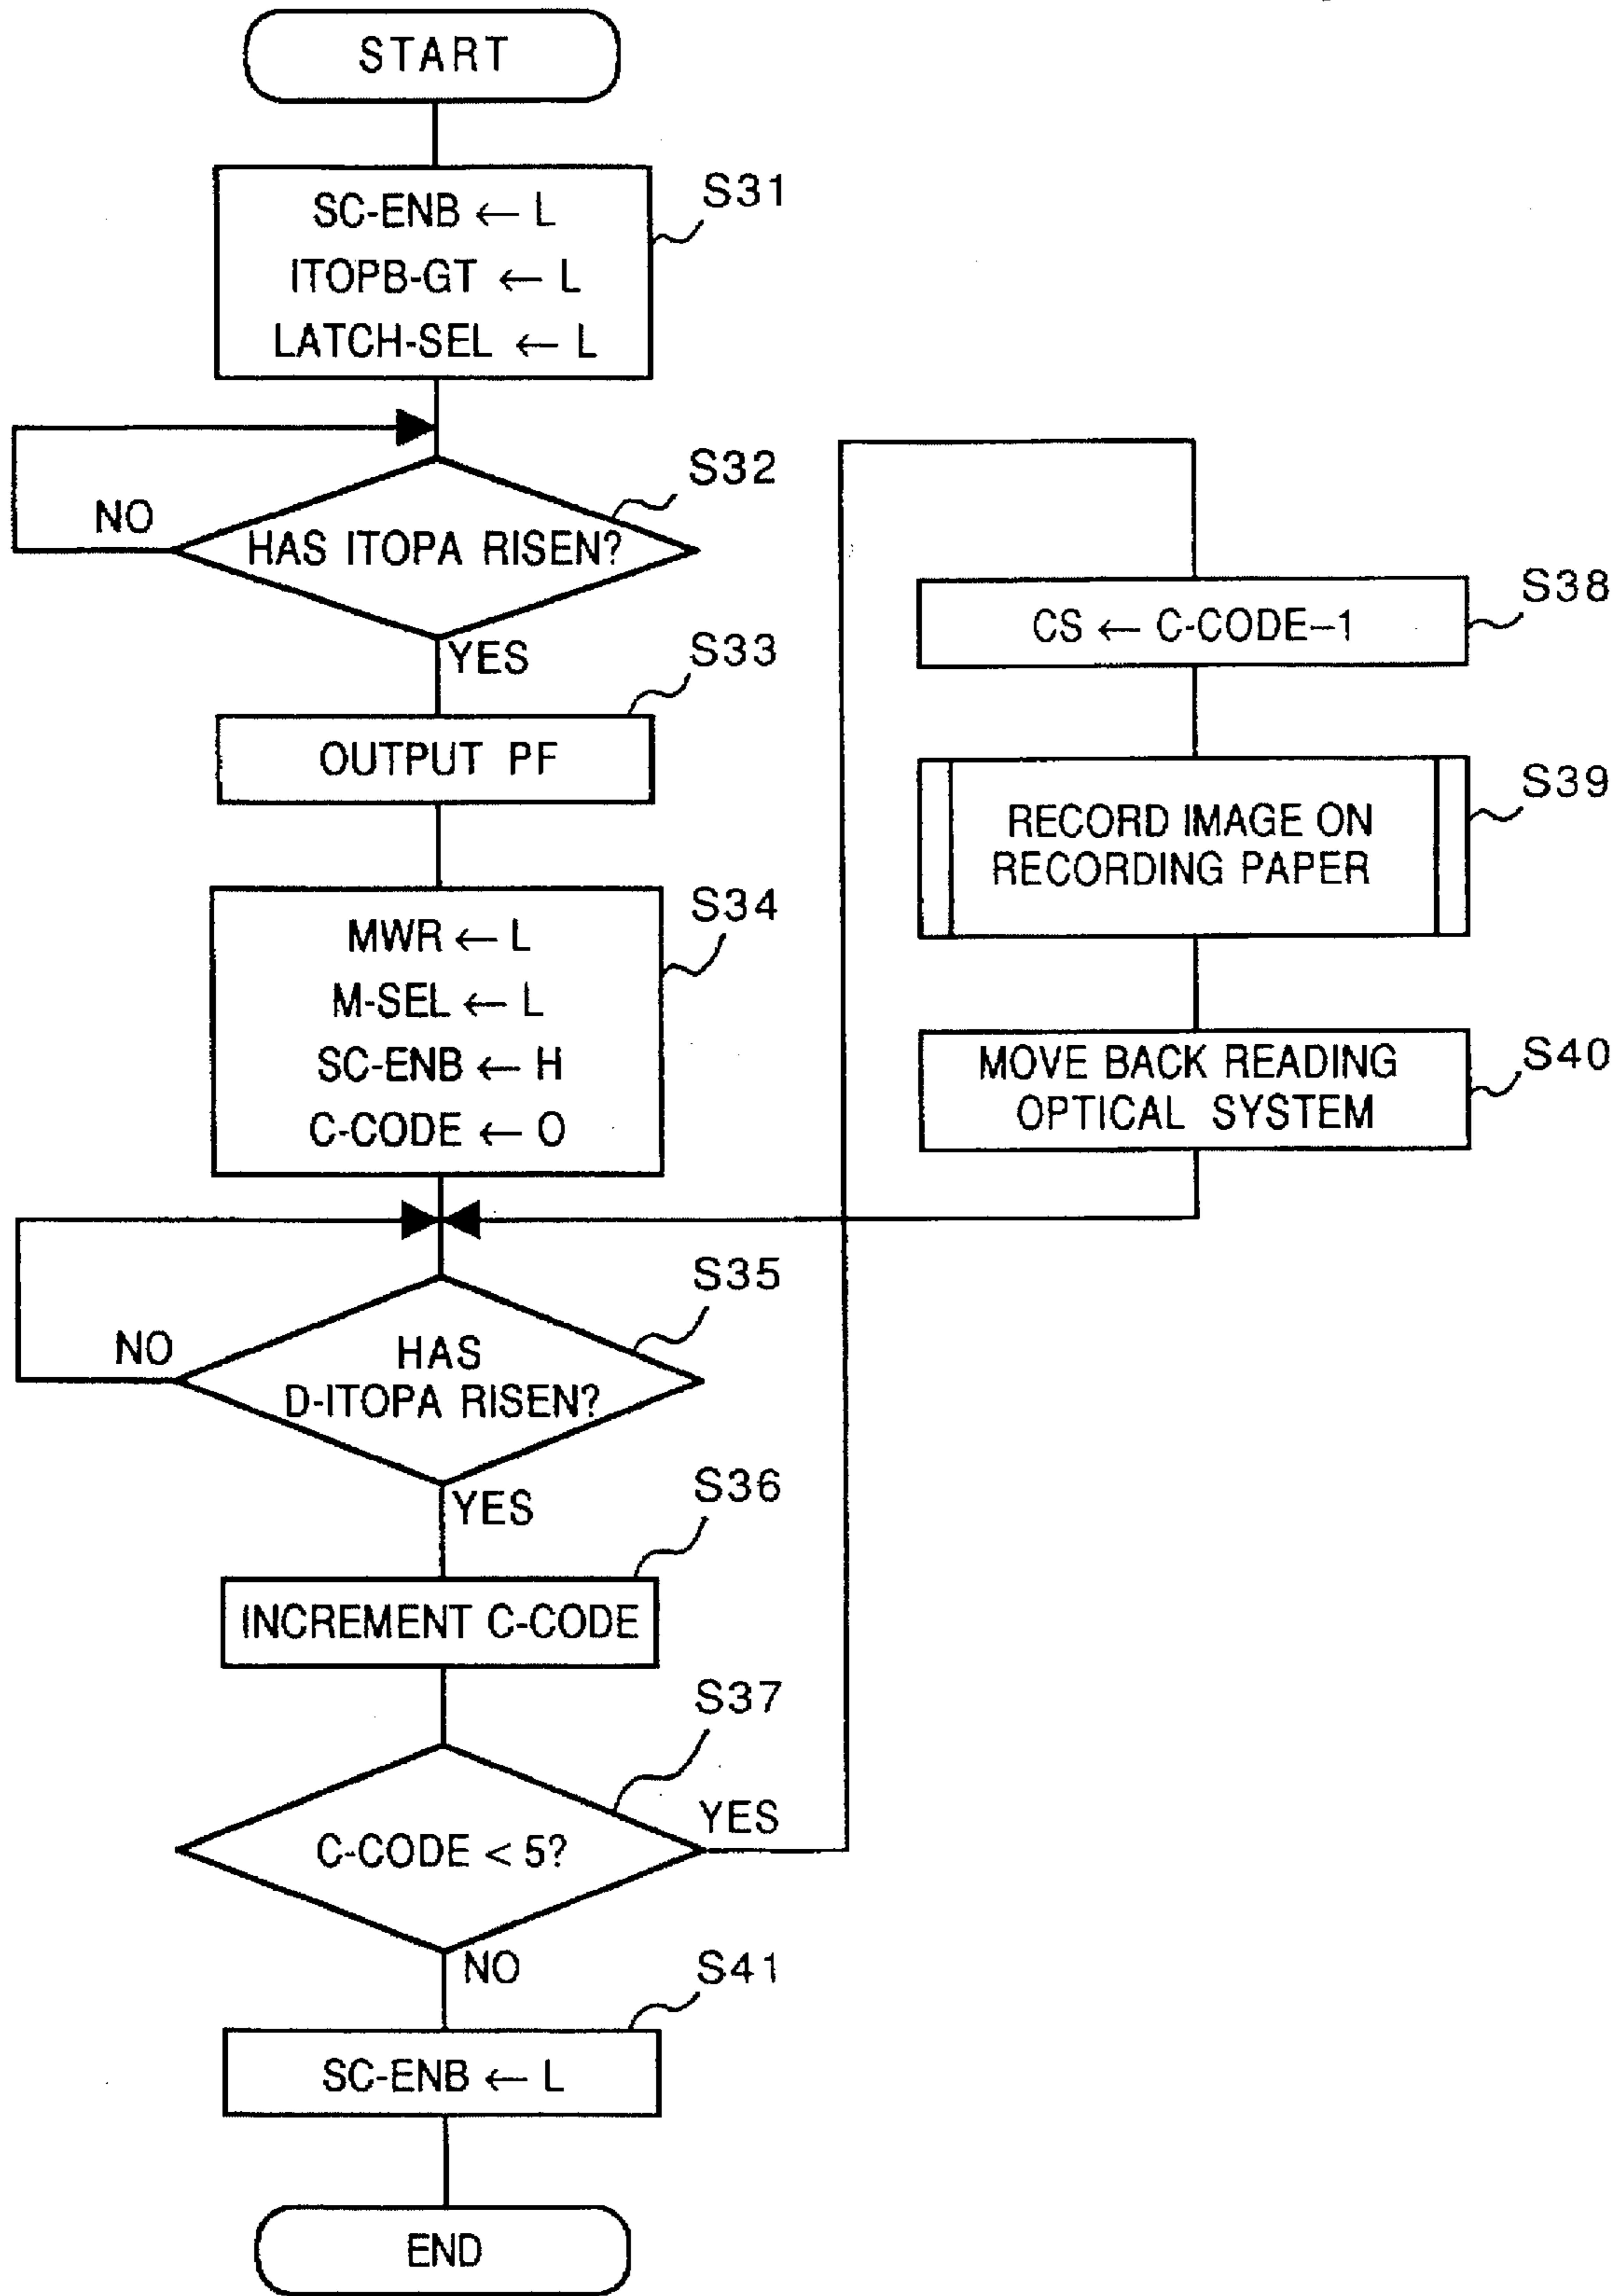 START
S31
SC-ENB ← L
ITOPB-GT ← L
LATCH-SEL ← L
S32
NO
HAS ITOPA RISEN?
YES
S33
OUTPUT PF
S34
MWR ← L
M-SEL ← L
SC-ENB ← H
C-CODE ← O
S35
NO
HAS
D-ITOPA RISEN?
YES
S36
INCREMENT C-CODE
S37
YES
C-CODE < 5?
NO
S41
SC-ENB ← L
END
S38
CS ← C-CODE–1
S39
RECORD IMAGE ON
RECORDING PAPER
S40
MOVE BACK READING
OPTICAL SYSTEM